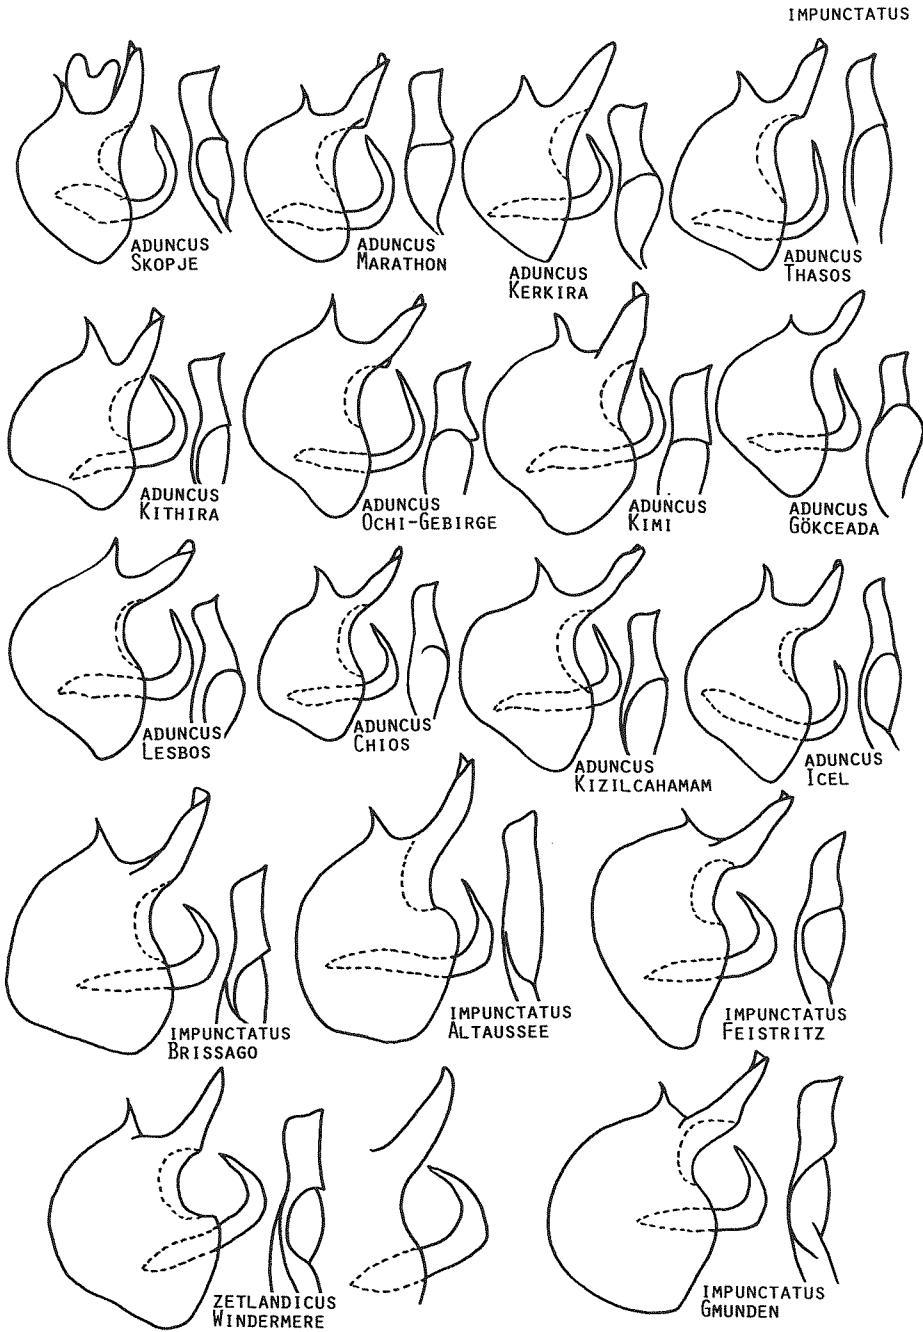 IMPUNCTATUS
ADUNCUS
SKOPJE
ADUNCUS
MARATHON
ADUNCUS
KERKIRA
ADUNCUS
THASOS
ADUNCUS
KITHIRA
ADUNCUS
OCHI-GEBIRGE
ADUNCUS
KIMI
ADUNCUS
GÖKCEADA
ADUNCUS
LESBOS
ADUNCUS
CHIOS
ADUNCUS
KIZILCAHAMAM
ADUNCUS
ICEL
IMPUNCTATUS
BRISSAGO
IMPUNCTATUS
ALTAUSSEE
IMPUNCTATUS
FEISTRITZ
ZETLANDICUS
WINDERMERE
IMPUNCTATUS
GMUNDEN